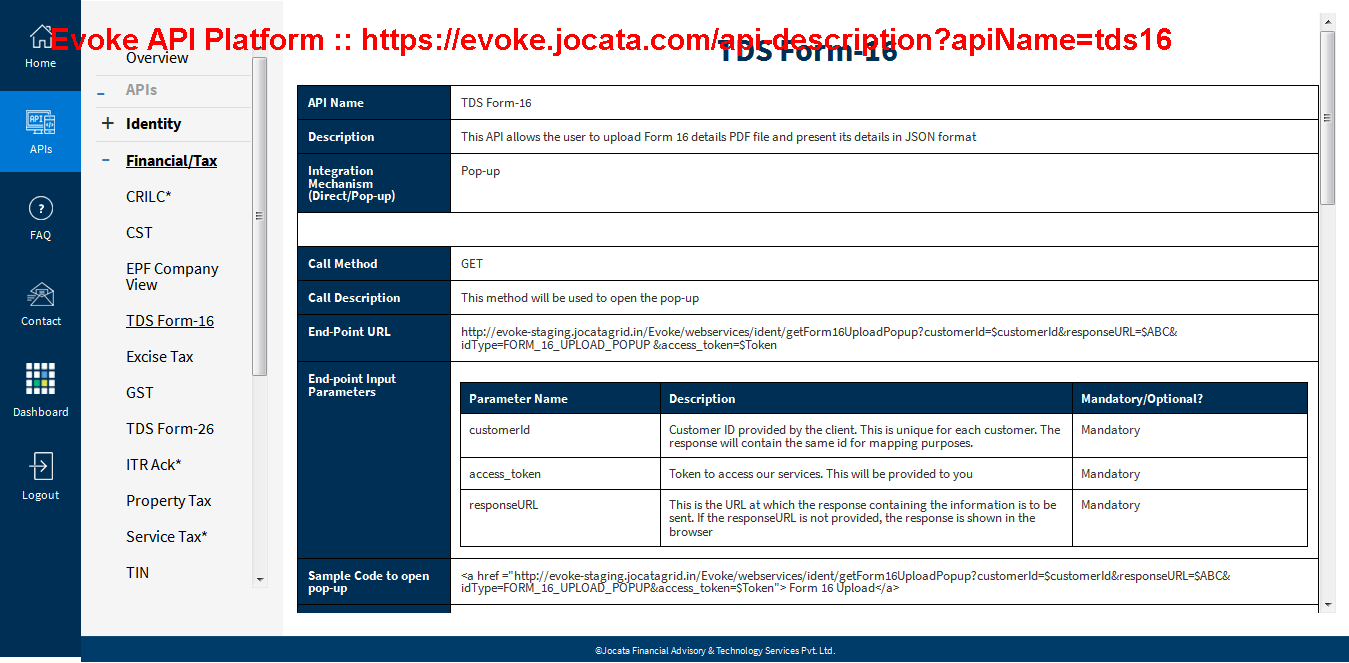 Evoke API Platform :: https://evoke.jocata.com/api-description?apiName=tds16
Home
APIs
FAQ
Contact
Dashboard
Logout
Overview
– APIs
+ Identity
– Financial/Tax
CRILC*
CST
EPF Company
View
TDS Form-16
Excise Tax
GST
TDS Form-26
ITR Ack*
Property Tax
Service Tax*
TIN
TDS Form-16
API Name
TDS Form-16
Description
This API allows the user to upload Form 16 details PDF file and present its details in JSON format
Integration
Mechanism
(Direct/Pop-up)
Pop-up
Call Method
GET
Call Description
This method will be used to open the pop-up
End-Point URL
http://evoke-staging.jocatagrid.in/Evoke/webservices/ident/getForm16UploadPopup?customerId=$customerId&responseURL=$ABC&
idType=FORM_16_UPLOAD_POPUP &access_token=$Token
End-point Input
Parameters
Parameter Name
Description
Mandatory/Optional?
customerId
Customer ID provided by the client. This is unique for each customer. The
response will contain the same id for mapping purposes.
Mandatory
access_token
Token to access our services. This will be provided to you
Mandatory
responseURL
This is the URL at which the response containing the information is to be
sent. If the responseURL is not provided, the response is shown in the
browser
Mandatory
Sample Code to open
pop-up
<a href ="http://evoke-staging.jocatagrid.in/Evoke/webservices/ident/getForm16UploadPopup?customerId=$customerId&responseURL=$ABC&
idType=FORM_16_UPLOAD_POPUP&access_token=$Token"> Form 16 Upload</a>
©Jocata Financial Advisory & Technology Services Pvt. Ltd.